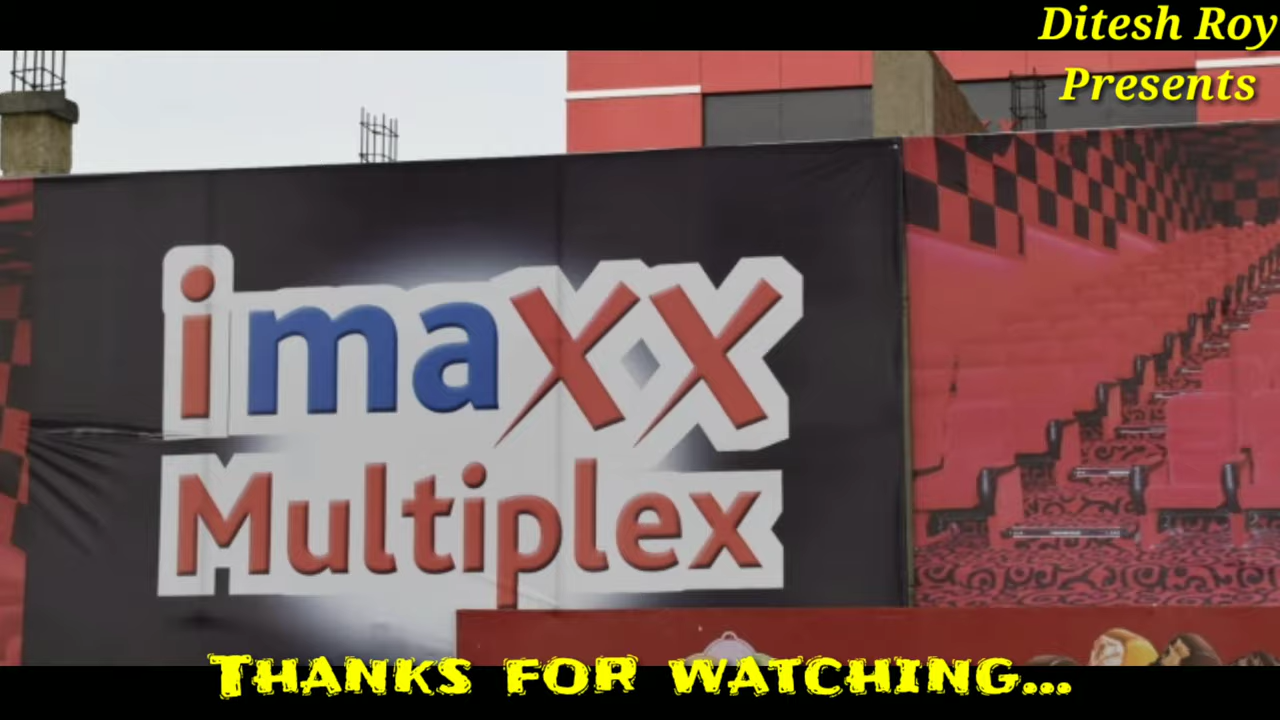 Ditesh Roy
Presents
imaxx
Multiplex
THANKS FOR WATCHING...